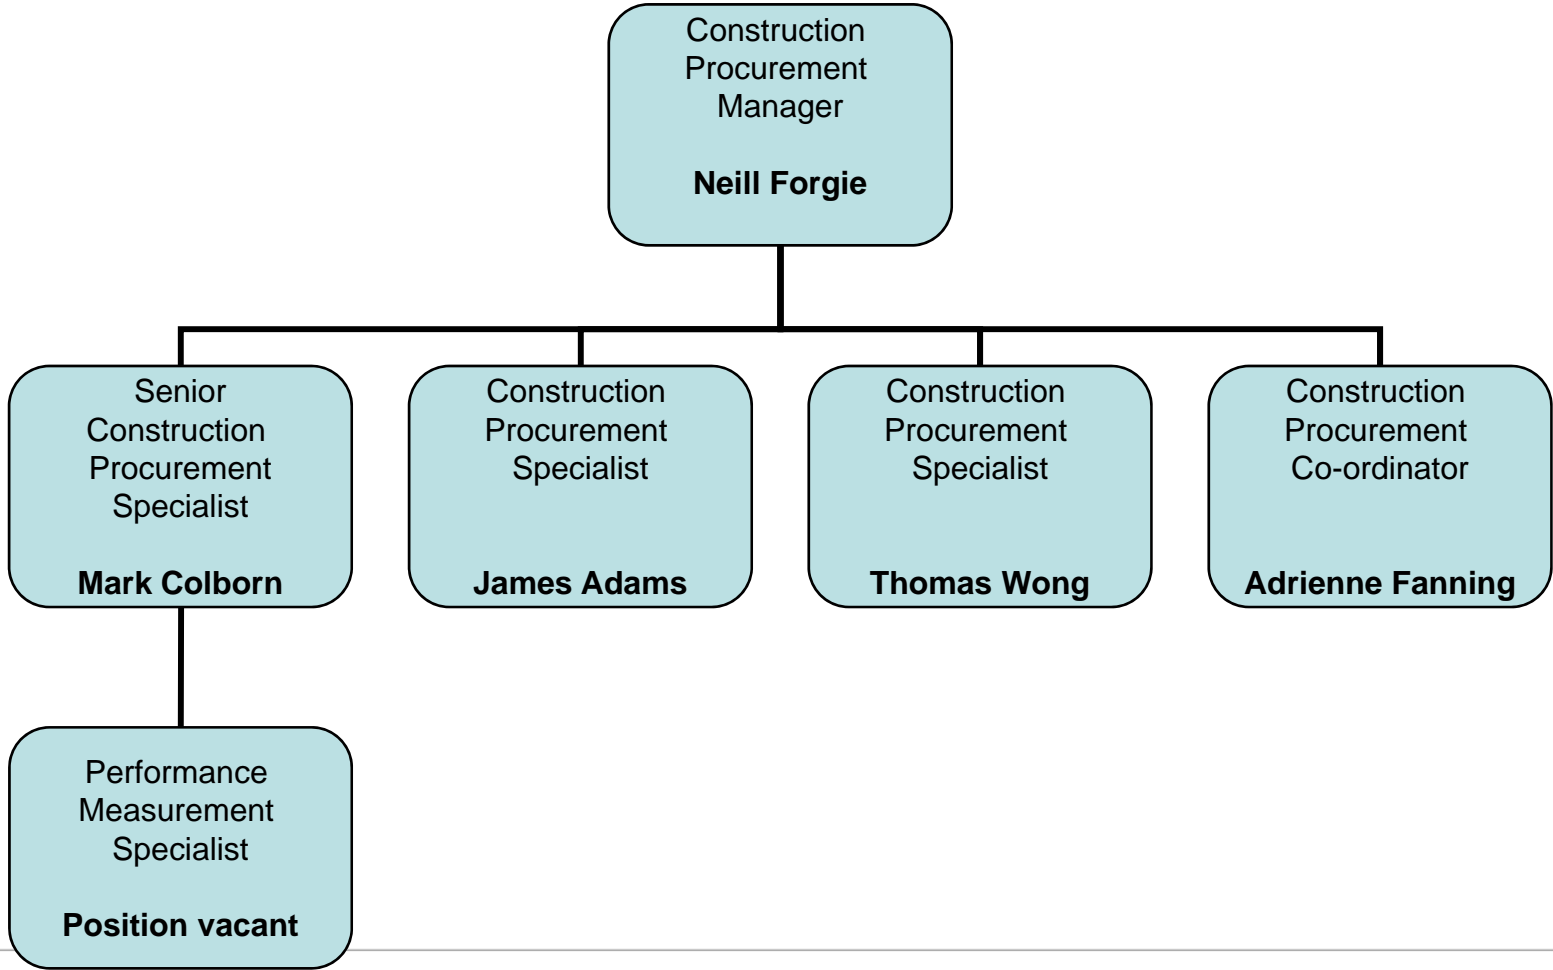 Construction
Procurement
Manager
Neill Forgie
Senior
Construction
Procurement
Specialist
Mark Colborn
Construction
Procurement
Specialist
James Adams
Construction
Procurement
Specialist
Thomas Wong
Construction
Procurement
Co-ordinator
Adrienne Fanning
Performance
Measurement
Specialist
Position vacant